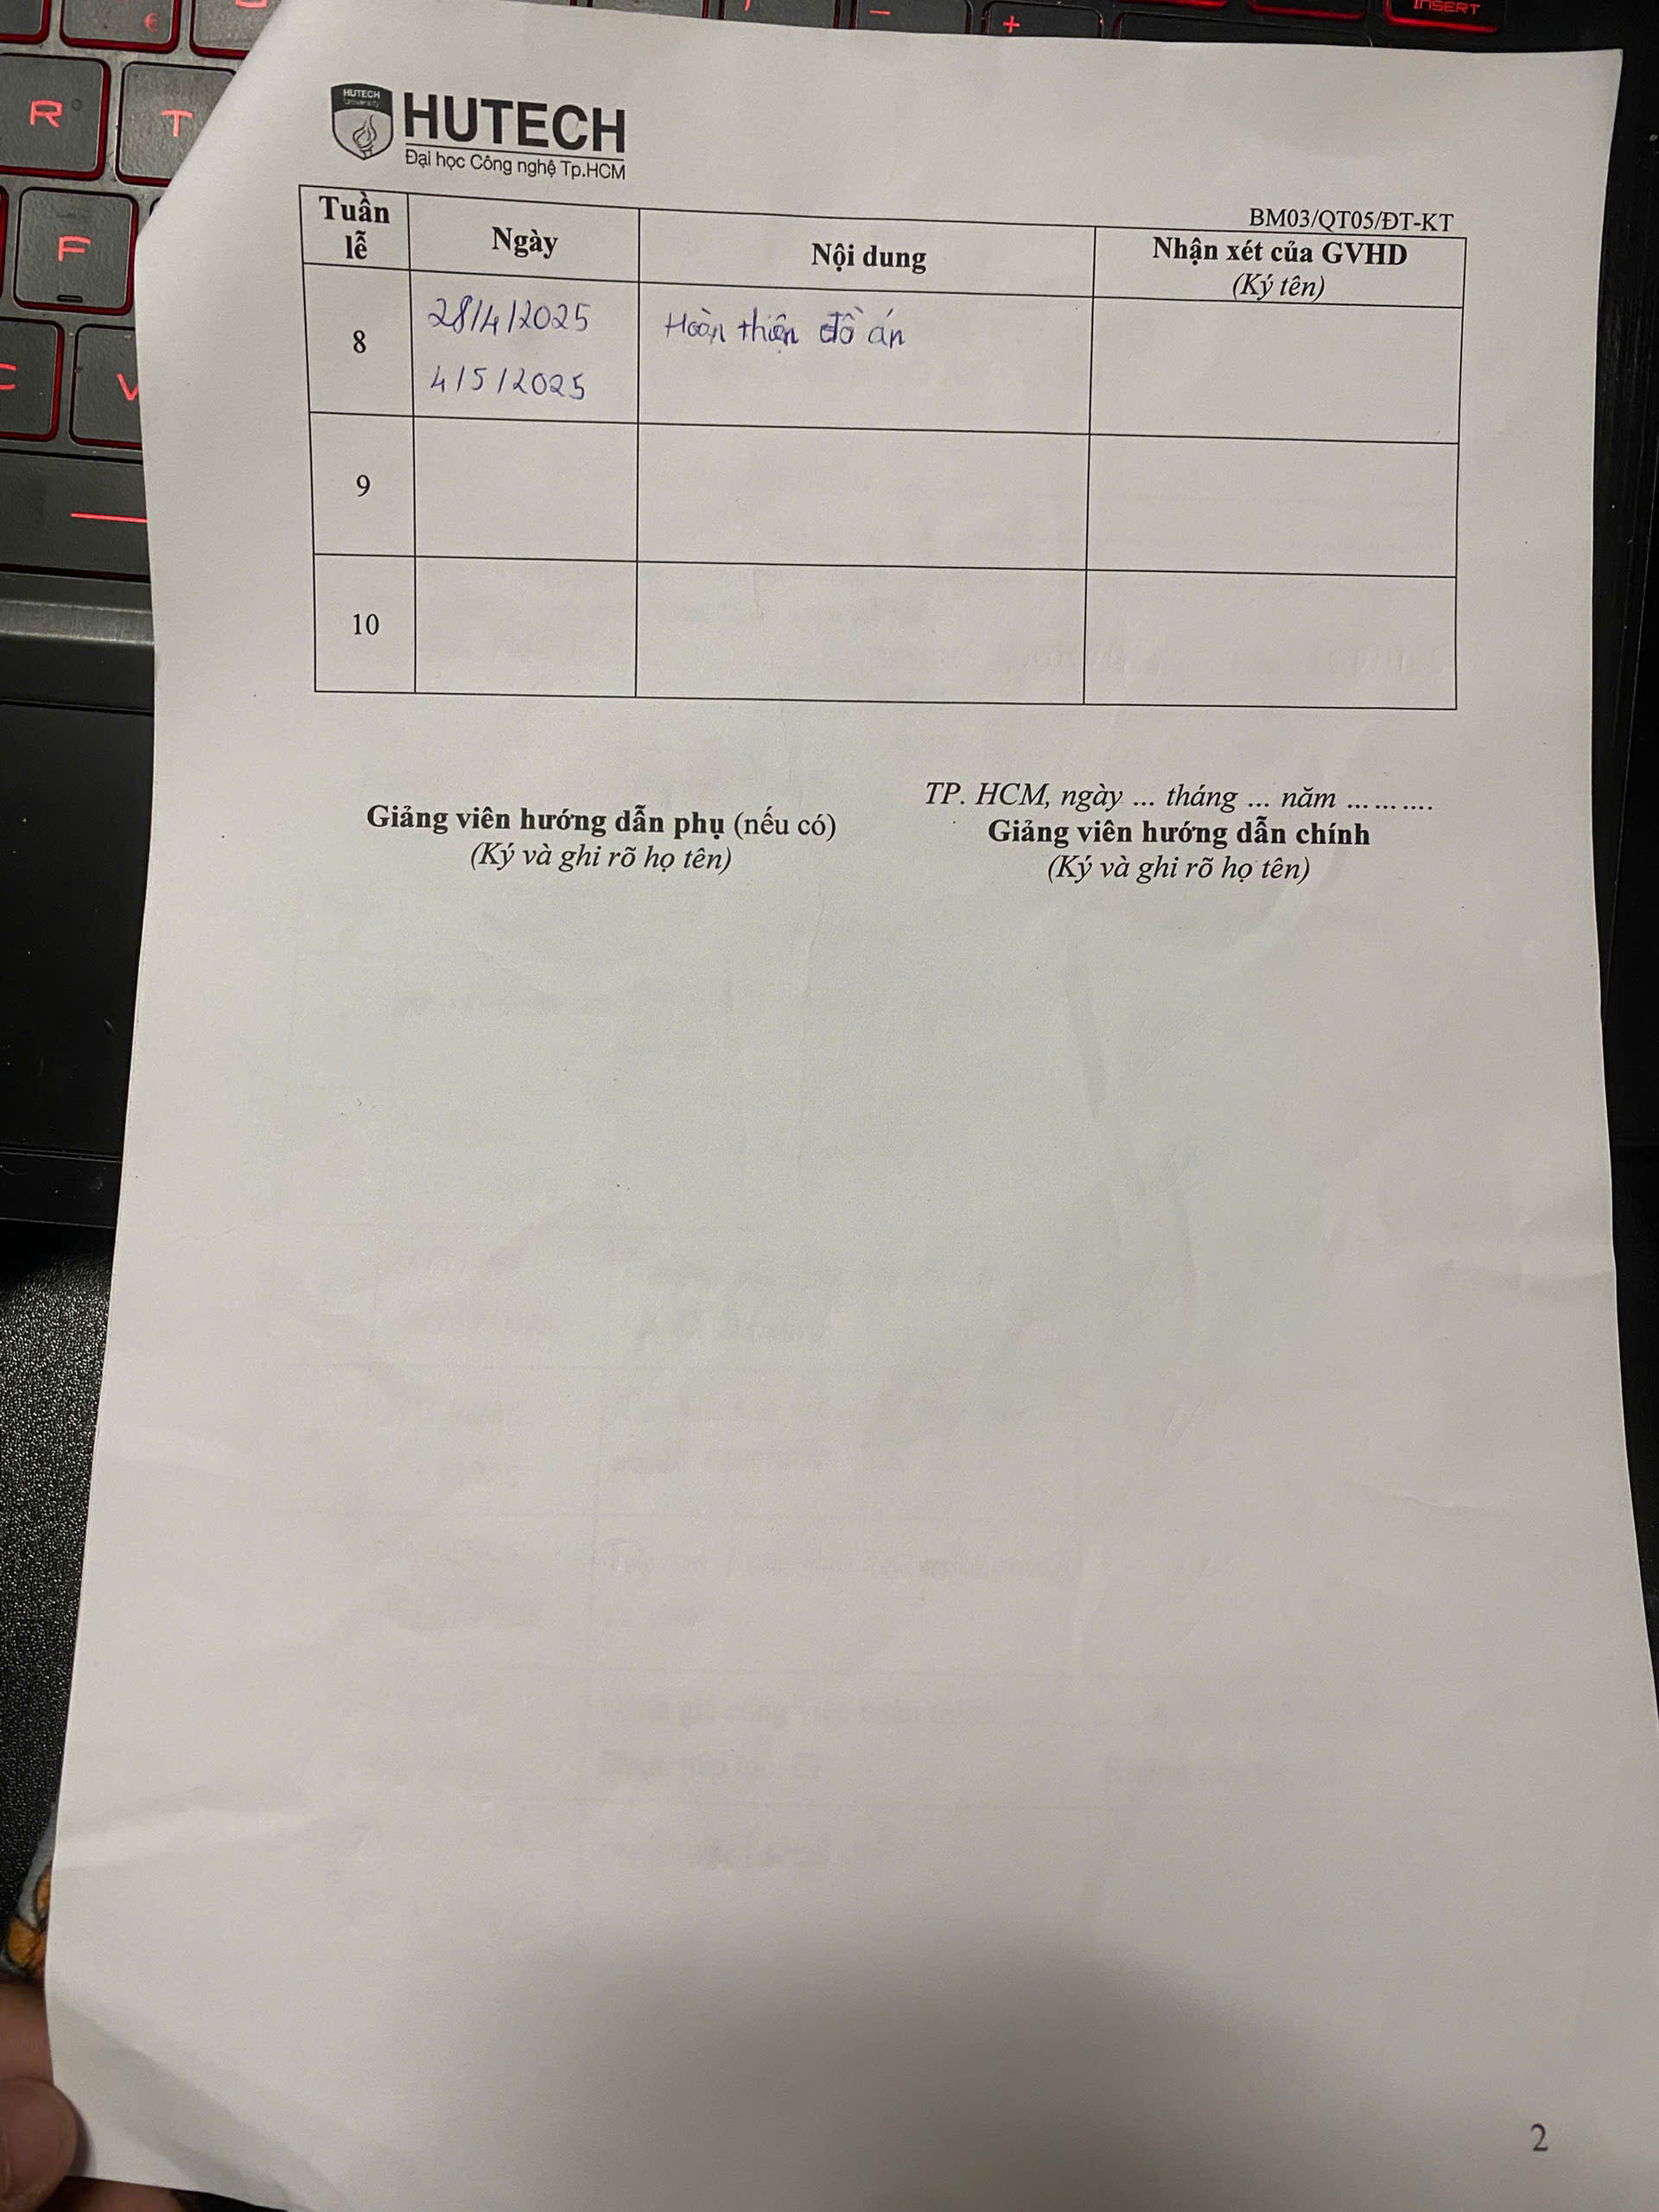 R
T
F
C
V
€
+
INSERT
HUTECH
University
HUTECH
Đại học Công nghệ Tp.HCM
BM03/QT05/ĐT-KT
Tuần lễ
Ngày
Nội dung
Nhận xét của GVHD
(Ký tên)
8
28/4/2025
4/5/2025
Hoàn thiện đồ án
9
10
TP. HCM, ngày ... tháng ... năm ..........
Giảng viên hướng dẫn phụ (nếu có)
(Ký và ghi rõ họ tên)
Giảng viên hướng dẫn chính
(Ký và ghi rõ họ tên)
2